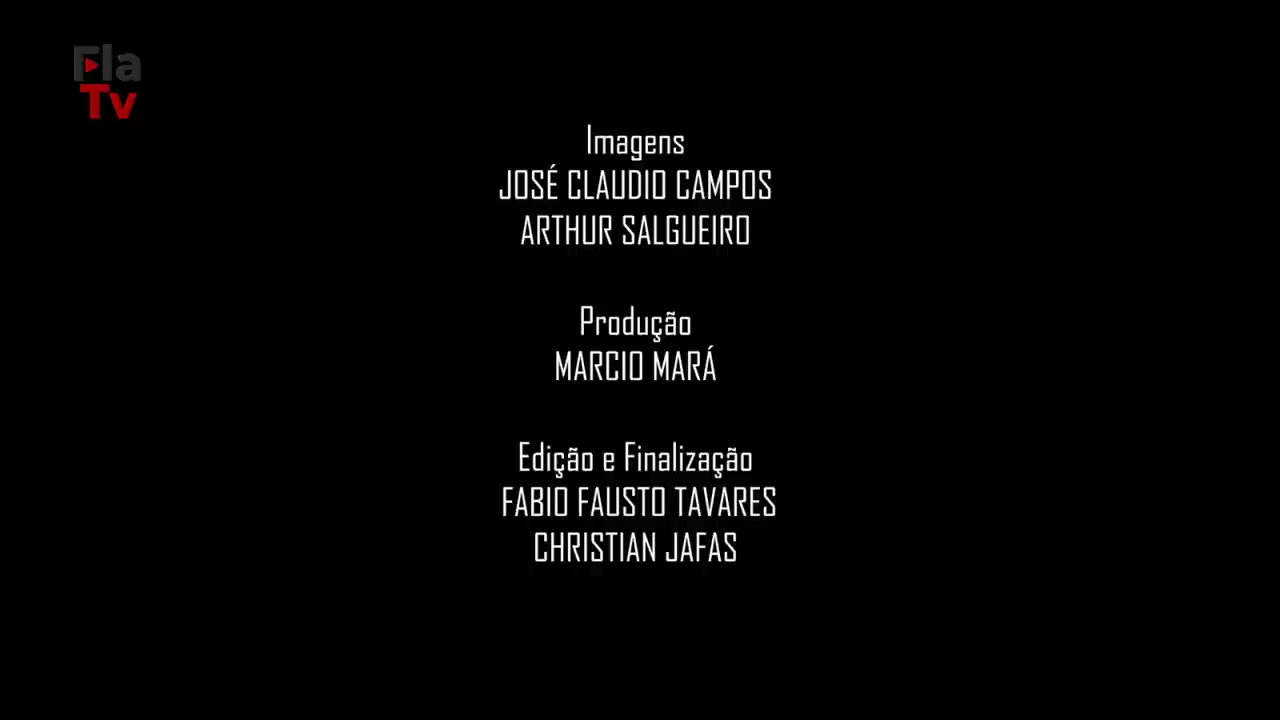 Fla
Tv
Imagens
JOSÉ CLAUDIO CAMPOS
ARTHUR SALGUEIRO
Produção
MARCIO MARÁ
Edição e Finalização
FABIO FAUSTO TAVARES
CHRISTIAN JAFAS